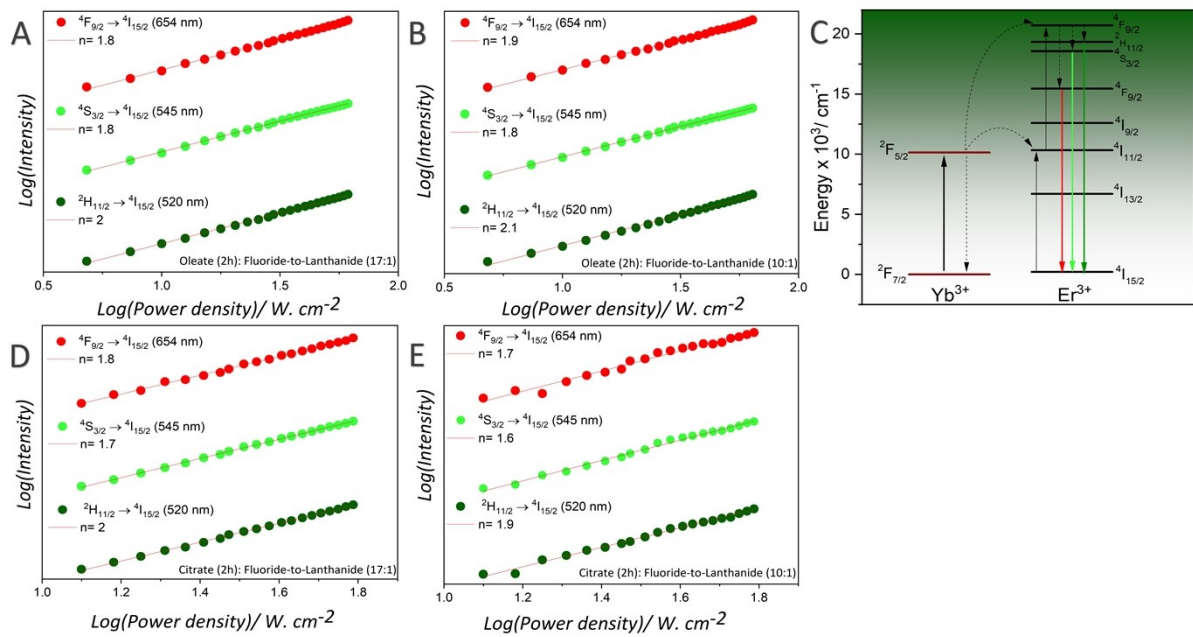 A
⁴F₉/₂ → ⁴I₁₅/₂ (654 nm)
n= 1.8
⁴S₃/₂ → ⁴I₁₅/₂ (545 nm)
n= 1.8
²H₁₁/₂ → ⁴I₁₅/₂ (520 nm)
n= 2
Oleate (2h): Fluoride-to-Lanthanide (17:1)
Log(Intensity)
0.5 1.0 1.5 2.0
Log(Power density)/ W. cm⁻²
B
⁴F₉/₂ → ⁴I₁₅/₂ (654 nm)
n= 1.9
⁴S₃/₂ → ⁴I₁₅/₂ (545 nm)
n= 1.8
²H₁₁/₂ → ⁴I₁₅/₂ (520 nm)
n= 2.1
Oleate (2h): Fluoride-to-Lanthanide (10:1)
Log(Intensity)
0.5 1.0 1.5 2.0
Log(Power density)/ W. cm⁻²
C
Energy x 10³/ cm⁻¹
20
15
10
5
0
²F₅/₂
²F₇/₂
Yb³⁺
⁴F₉/₂
²H₁₁/₂
⁴S₃/₂
⁴F₉/₂
⁴I₉/₂
⁴I₁₁/₂
⁴I₁₃/₂
⁴I₁₅/₂
Er³⁺
D
⁴F₉/₂ → ⁴I₁₅/₂ (654 nm)
n= 1.8
⁴S₃/₂ → ⁴I₁₅/₂ (545 nm)
n= 1.7
²H₁₁/₂ → ⁴I₁₅/₂ (520 nm)
n= 2
Citrate (2h): Fluoride-to-Lanthanide (17:1)
Log(Intensity)
1.0 1.2 1.4 1.6 1.8
Log(Power density)/ W. cm⁻²
E
⁴F₉/₂ → ⁴I₁₅/₂ (654 nm)
n= 1.7
⁴S₃/₂ → ⁴I₁₅/₂ (545 nm)
n= 1.6
²H₁₁/₂ → ⁴I₁₅/₂ (520 nm)
n= 1.9
Citrate (2h): Fluoride-to-Lanthanide (10:1)
Log(Intensity)
1.0 1.2 1.4 1.6 1.8
Log(Power density)/ W. cm⁻²